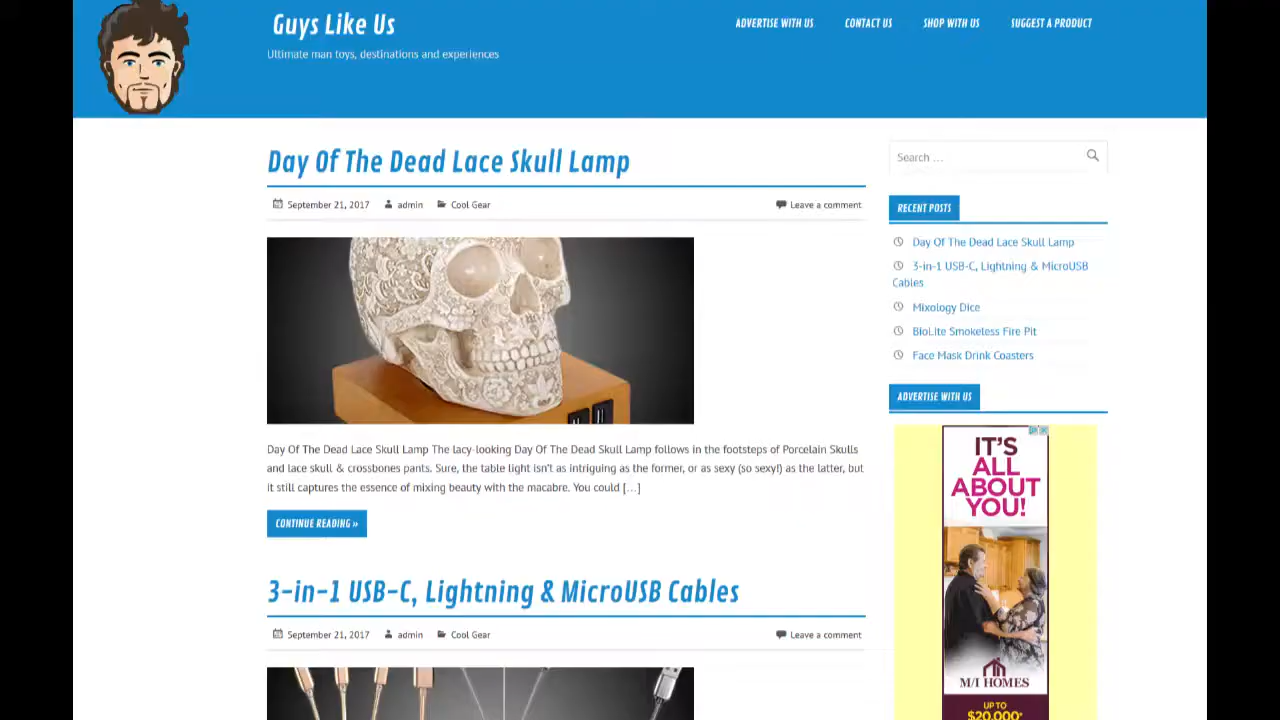 Guys Like Us
Ultimate man toys, destinations and experiences
ADVERTISE WITH US CONTACT US SHOP WITH US SUGGEST A PRODUCT
Day Of The Dead Lace Skull Lamp
September 21, 2017 admin Cool Gear Leave a comment
Day Of The Dead Lace Skull Lamp The lacy-looking Day Of The Dead Skull Lamp follows in the footsteps of Porcelain Skulls
and lace skull & crossbones pants. Sure, the table light isn't as intriguing as the former, or as sexy (so sexy!) as the latter, but
it still captures the essence of mixing beauty with the macabre. You could […]
CONTINUE READING »
3-in-1 USB-C, Lightning & MicroUSB Cables
September 21, 2017 admin Cool Gear Leave a comment
Search …
RECENT POSTS
Day Of The Dead Lace Skull Lamp
3-in-1 USB-C, Lightning & MicroUSB
Cables
Mixology Dice
BioLite Smokeless Fire Pit
Face Mask Drink Coasters
ADVERTISE WITH US
IT'S
ALL
ABOUT
YOU!
M/I HOMES
UP TO
$20,000*